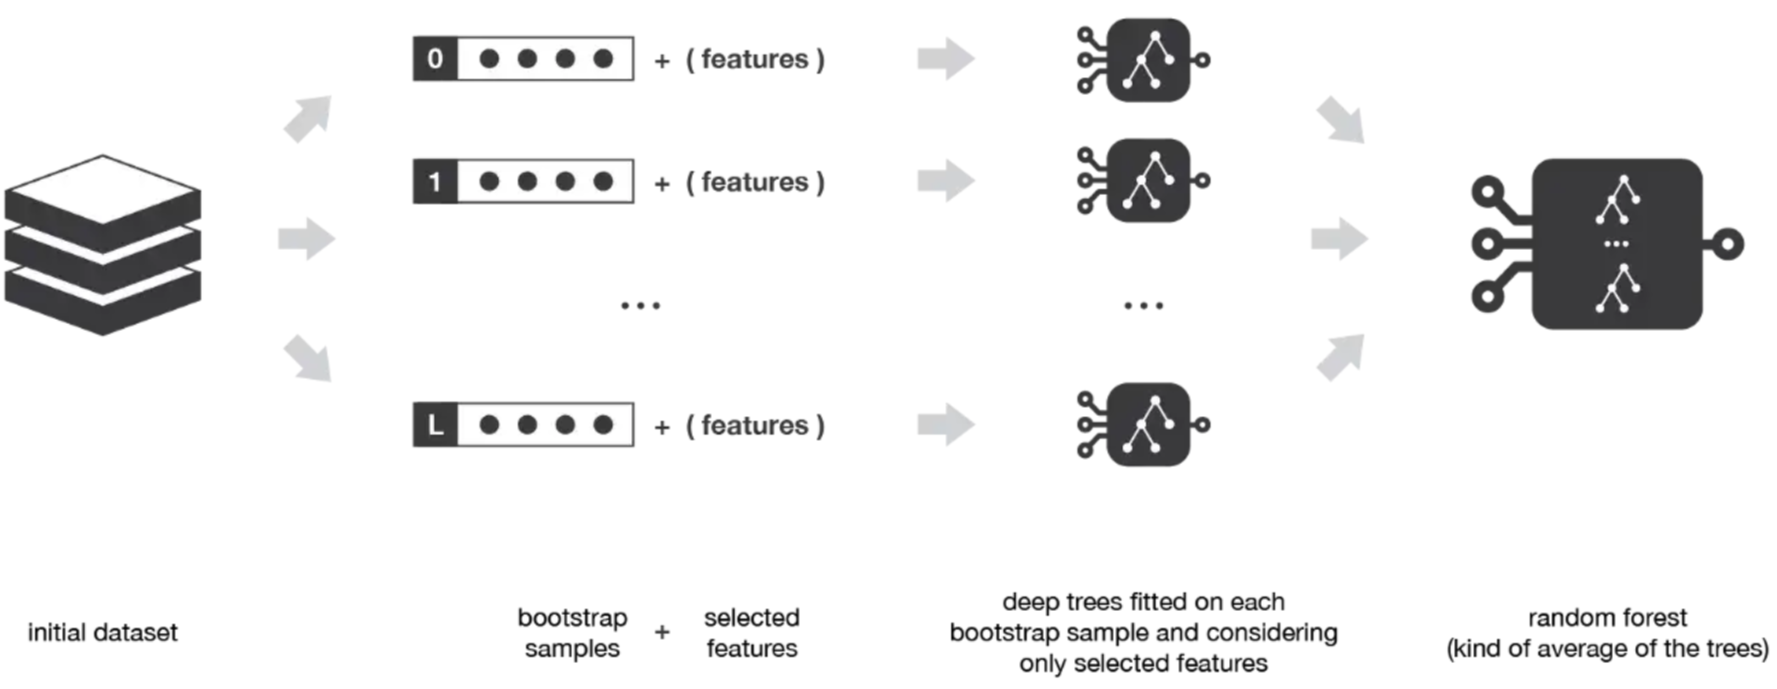 0 + ( features )
1 + ( features )
...
...
...
L + ( features )
initial dataset
bootstrap
samples
+
selected
features
deep trees fitted on each
bootstrap sample and considering
only selected features
random forest
(kind of average of the trees)